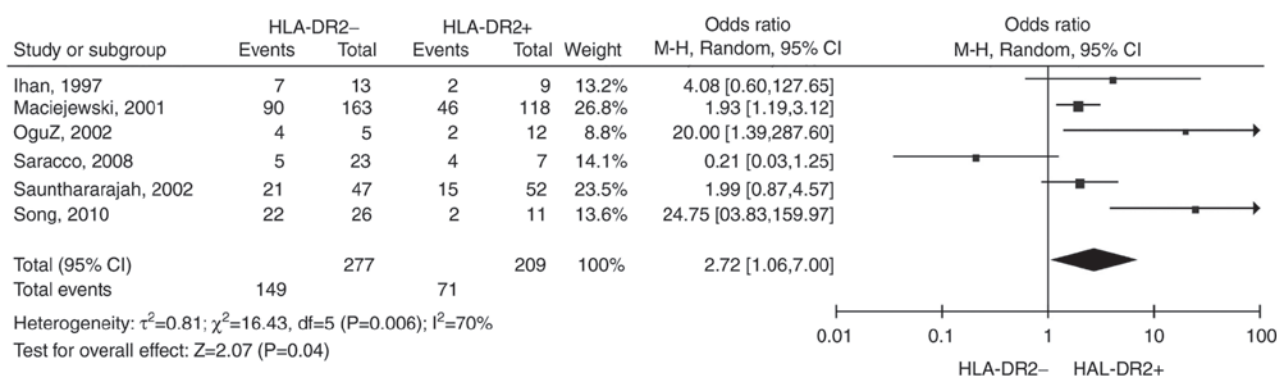 HLA-DR2– HLA-DR2+ Odds ratio Odds ratio
Study or subgroup Events Total Events Total Weight M-H, Random, 95% CI M-H, Random, 95% CI
Ihan, 1997 7 13 2 9 13.2% 4.08 [0.60,127.65]
Maciejewski, 2001 90 163 46 118 26.8% 1.93 [1.19,3.12]
OguZ, 2002 4 5 2 12 8.8% 20.00 [1.39,287.60]
Saracco, 2008 5 23 4 7 14.1% 0.21 [0.03,1.25]
Saunthararajah, 2002 21 47 15 52 23.5% 1.99 [0.87,4.57]
Song, 2010 22 26 2 11 13.6% 24.75 [03.83,159.97]
Total (95% CI) 277 209 100% 2.72 [1.06,7.00]
Total events 149 71
Heterogeneity: τ²=0.81; χ²=16.43, df=5 (P=0.006); I²=70%
Test for overall effect: Z=2.07 (P=0.04)
0.01 0.1 1 10 100
HLA-DR2– HAL-DR2+